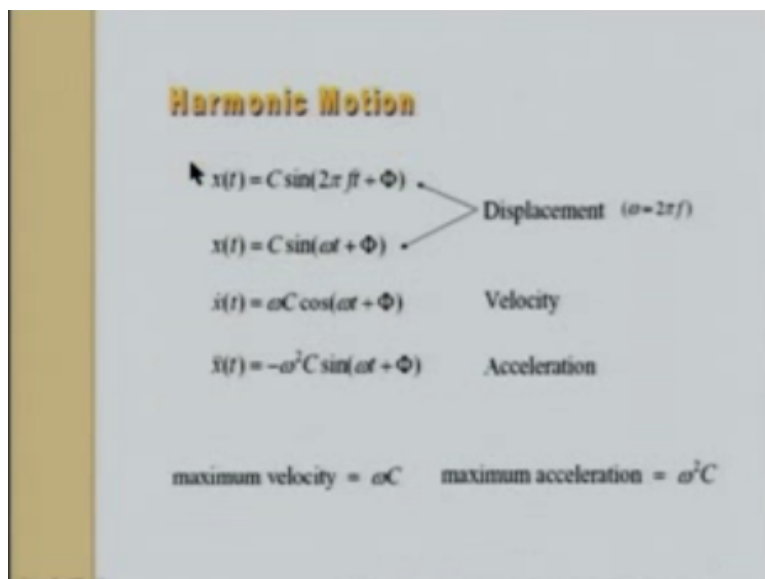 Harmonic Motion
x(t) = C sin(2π ft + Φ)
Displacement (ω = 2πf)
x(t) = C sin(ωt + Φ)
ẋ(t) = ωC cos(ωt + Φ) Velocity
ẍ(t) = -ω²C sin(ωt + Φ) Acceleration
maximum velocity = ωC maximum acceleration = ω²C